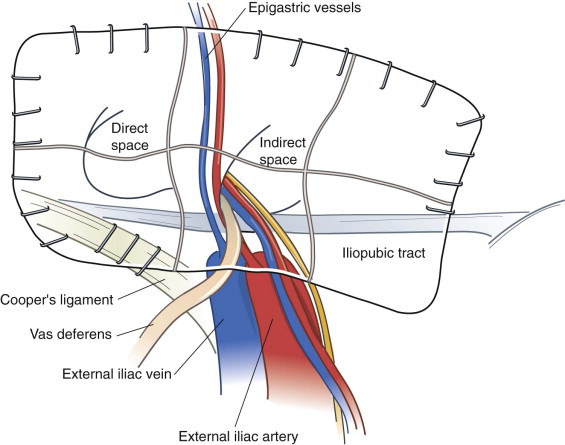 Epigastric vessels
Direct
space
Indirect
space
Iliopubic tract
Cooper's ligament
Vas deferens
External iliac vein
External iliac artery